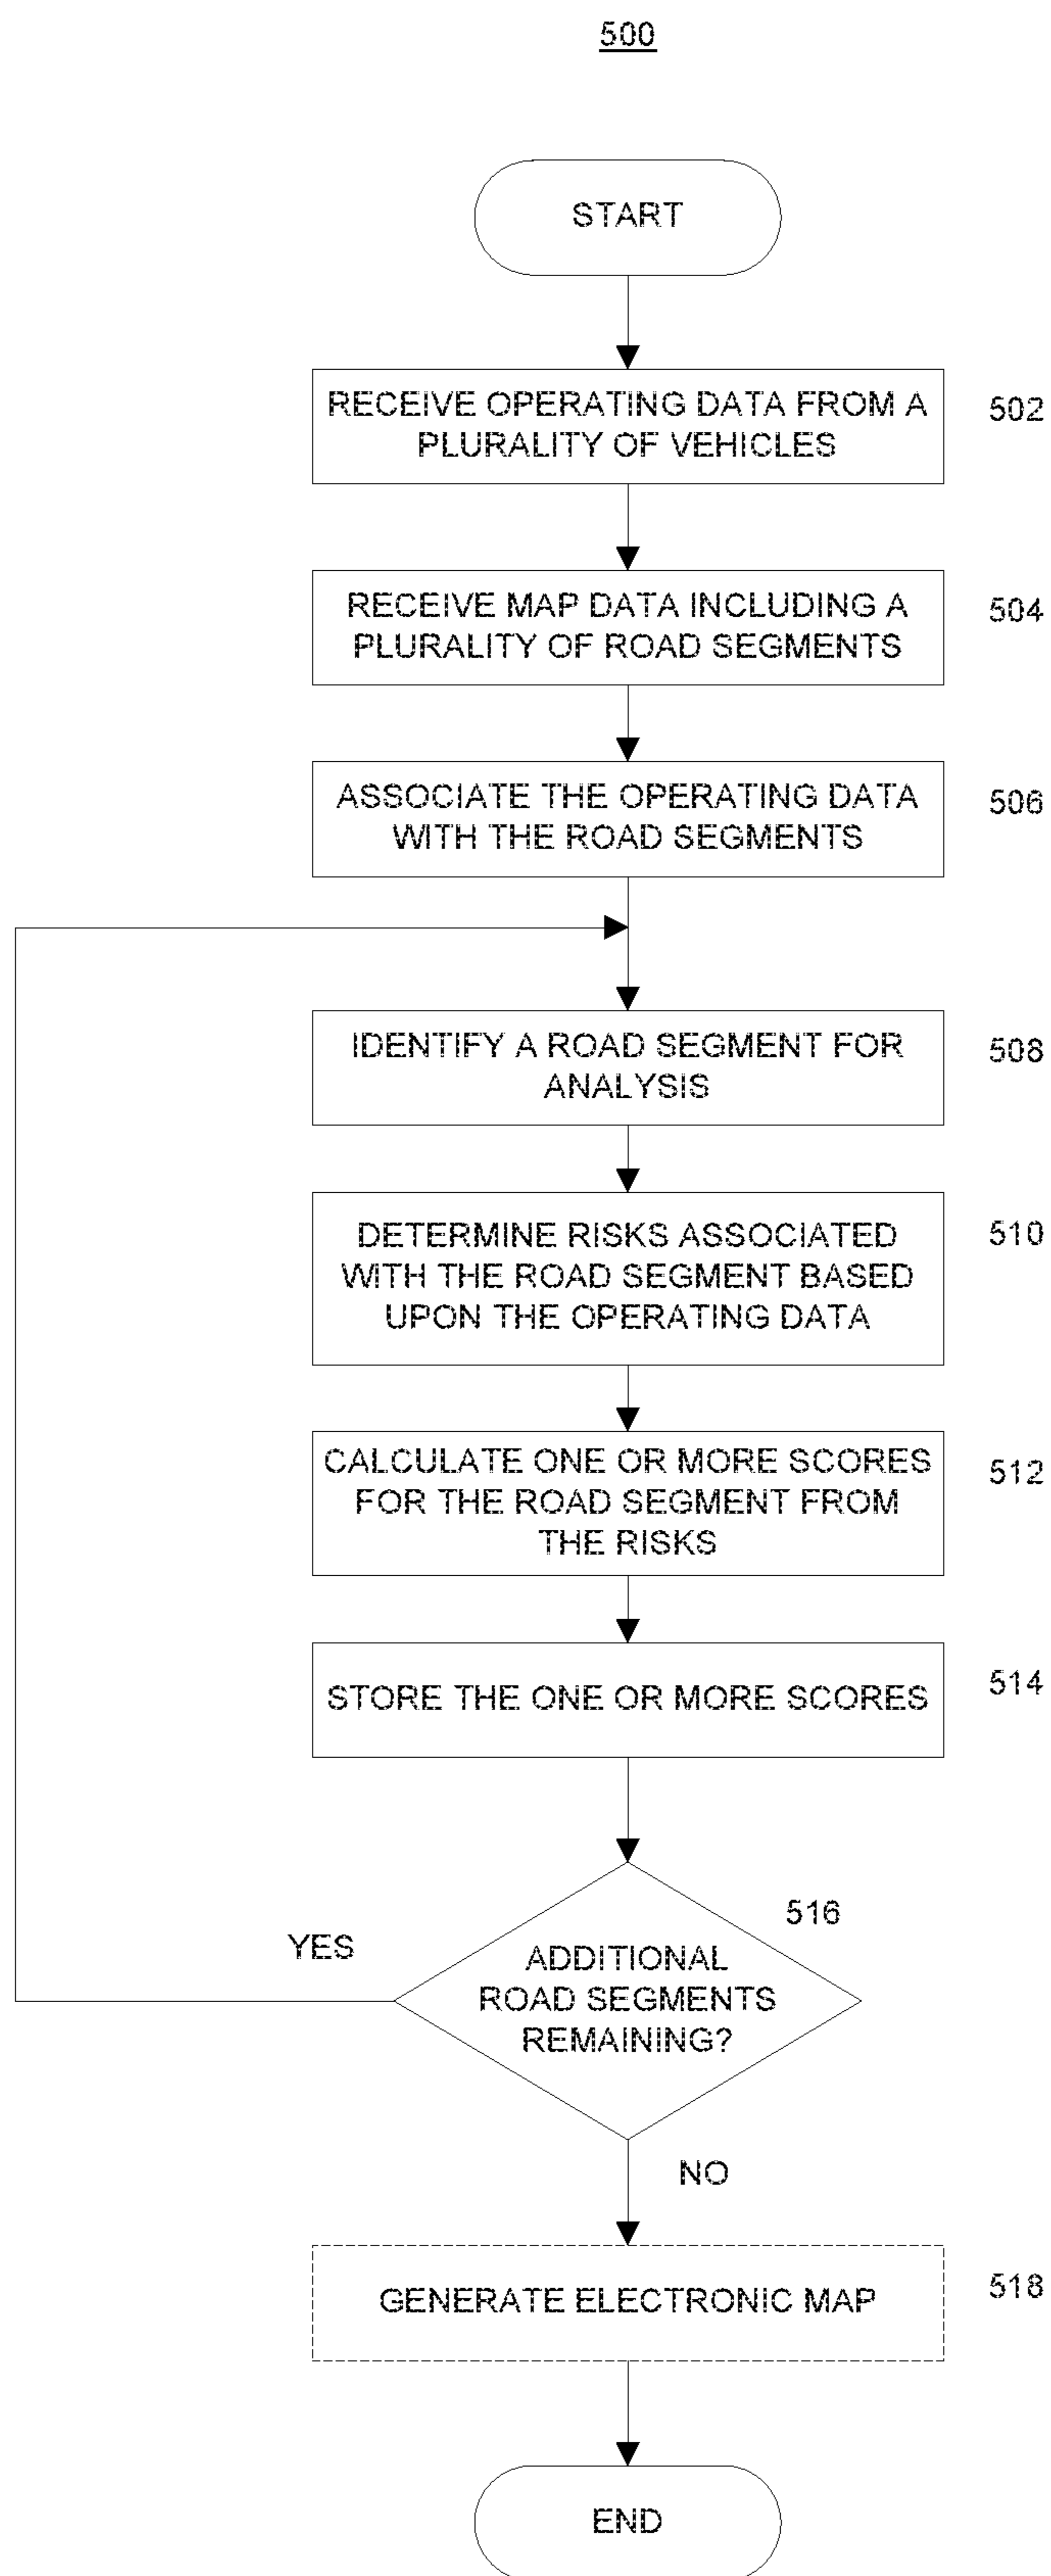 500
START
RECEIVE OPERATING DATA FROM A
PLURALITY OF VEHICLES
502
RECEIVE MAP DATA INCLUDING A
PLURALITY OF ROAD SEGMENTS
504
ASSOCIATE THE OPERATING DATA
WITH THE ROAD SEGMENTS
506
IDENTIFY A ROAD SEGMENT FOR
ANALYSIS
508
DETERMINE RISKS ASSOCIATED
WITH THE ROAD SEGMENT BASED
UPON THE OPERATING DATA
510
CALCULATE ONE OR MORE SCORES
FOR THE ROAD SEGMENT FROM
THE RISKS
512
STORE THE ONE OR MORE SCORES
514
516
YES
ADDITIONAL
ROAD SEGMENTS
REMAINING?
NO
GENERATE ELECTRONIC MAP
518
END